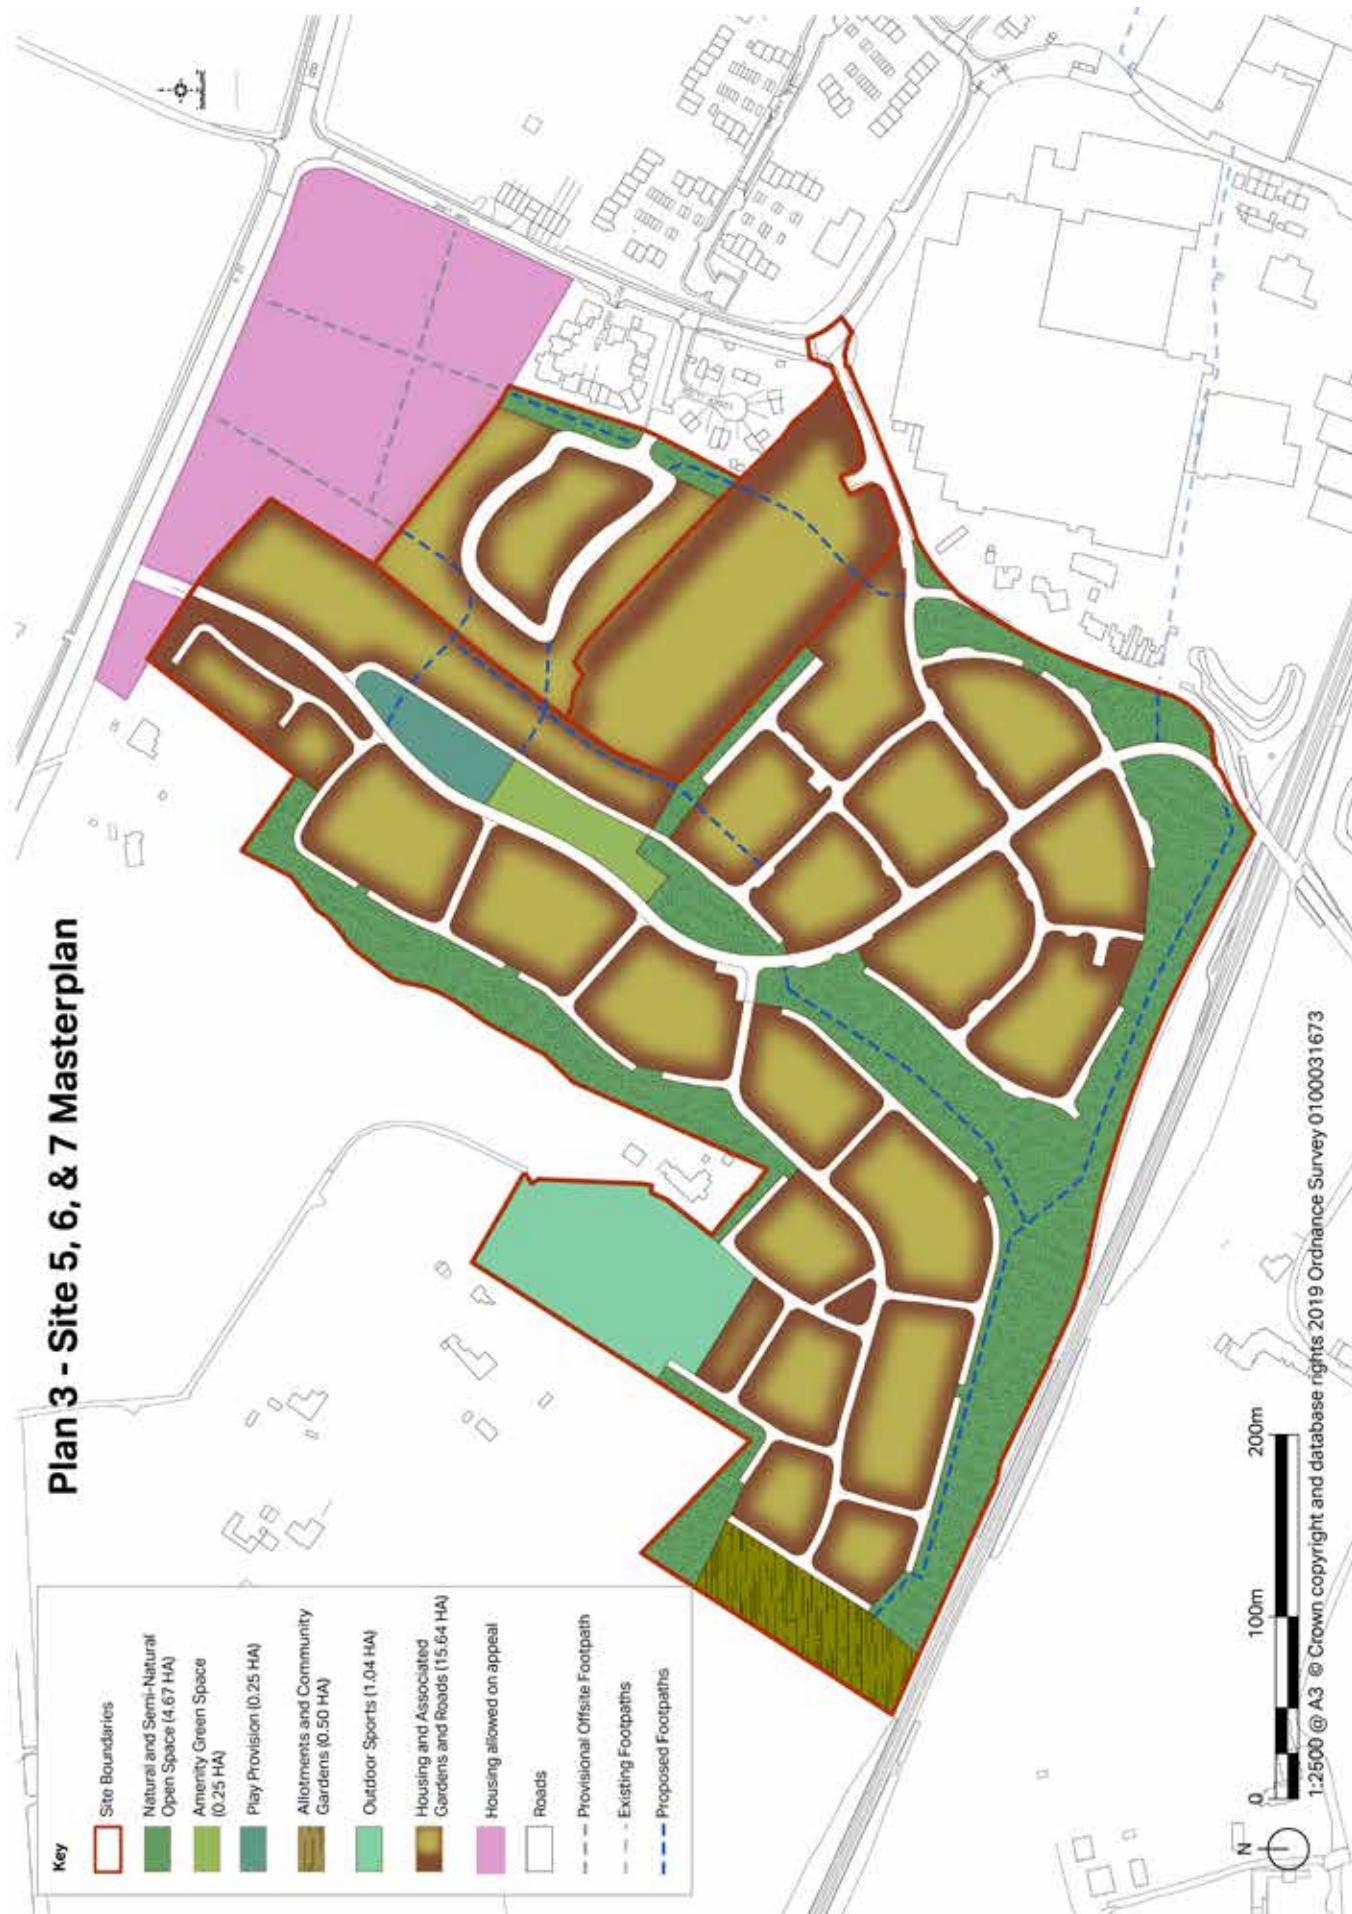 Plan 3 - Site 5, 6, & 7 Masterplan
Key
Site Boundaries
Natural and Semi-Natural
Open Space (4.67 HA)
Amenity Green Space
(0.25 HA)
Play Provision (0.25 HA)
Allotments and Community
Gardens (0.50 HA)
Outdoor Sports (1.04 HA)
Housing and Associated
Gardens and Roads (15.64 HA)
Housing allowed on appeal
Roads
Provisional Offsite Footpath
Existing Footpaths
Proposed Footpaths
N
0
100m
200m
1:2500 @ A3 © Crown copyright and database rights 2019 Ordnance Survey 0100031673